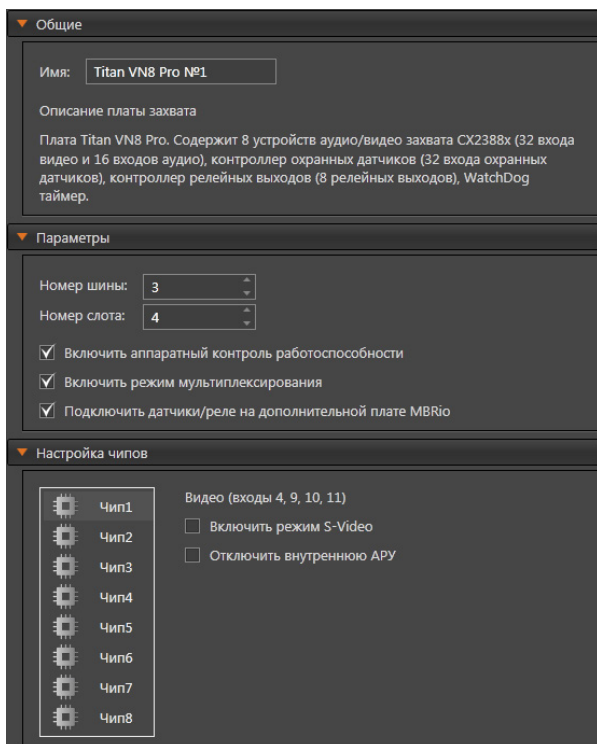 Общие
Имя: Titan VN8 Pro №1
Описание платы захвата
Плата Titan VN8 Pro. Содержит 8 устройств аудио/видео захвата CX2388x (32 входа
видео и 16 входов аудио), контроллер охранных датчиков (32 входа охранных
датчиков), контроллер релейных выходов (8 релейных выходов), WatchDog
таймер.
Параметры
Номер шины: 3
Номер слота: 4
Включить аппаратный контроль работоспособности
Включить режим мультиплексирования
Подключить датчики/реле на дополнительной плате MBRio
Настройка чипов
Чип1
Чип2
Чип3
Чип4
Чип5
Чип6
Чип7
Чип8
Видео (входы 4, 9, 10, 11)
Включить режим S-Video
Отключить внутреннюю АРУ